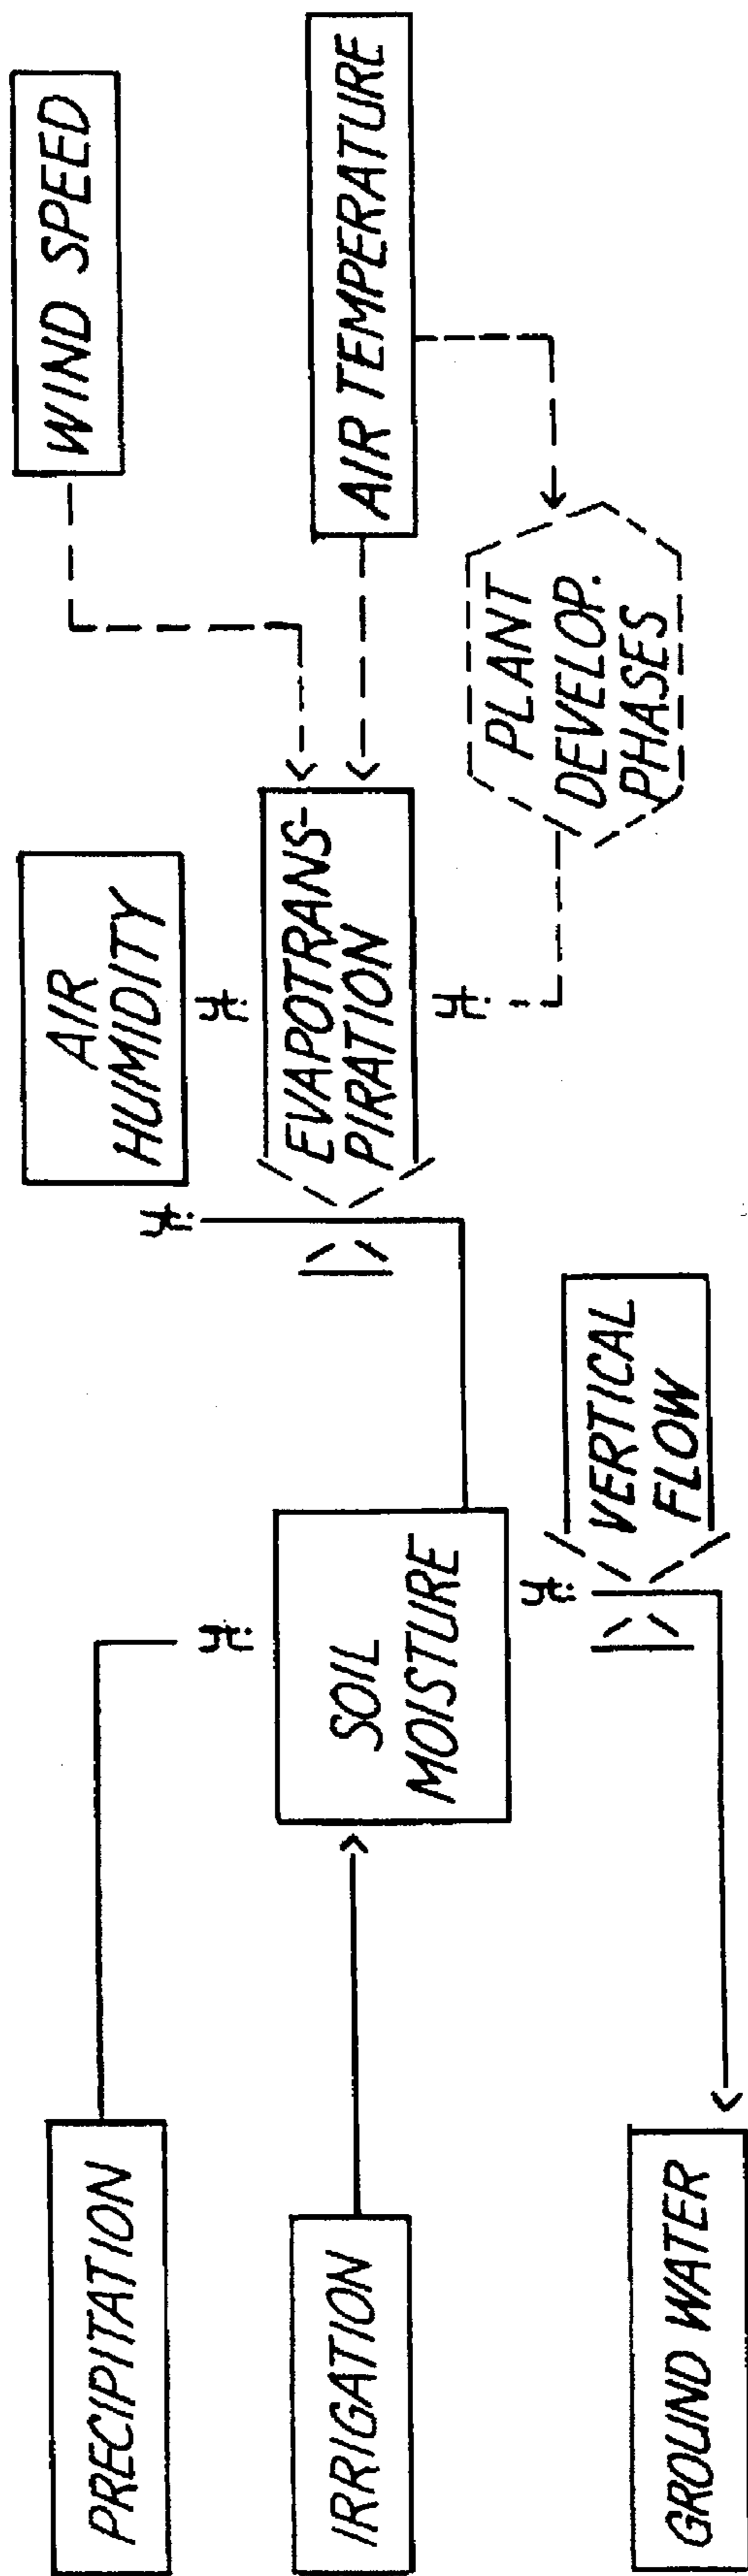 PRECIPITATION
IRRIGATION
GROUND WATER
SOIL
MOISTURE
VERTICAL
FLOW
AIR
HUMIDITY
EVAPOTRANS-
PIRATION
WIND SPEED
AIR TEMPERATURE
PLANT
DEVELOP.
PHASES